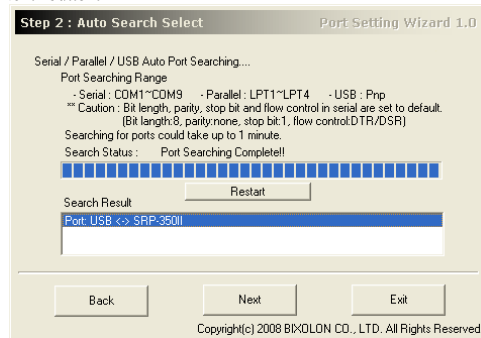 Step 2 : Auto Search Select Port Setting Wizard 1.0
Serial / Parallel / USB Auto Port Searching....
Port Searching Range
- Serial : COM1~COM9 - Parallel : LPT1~LPT4 - USB : Pnp
** Caution : Bit length, parity, stop bit and flow control in serial are set to default.
(Bit length:8, parity:none, stop bit:1, flow control:DTR/DSR)
Searching for ports could take up to 1 minute.
Search Status : Port Searching Complete!!
Restart
Search Result
Port: USB <-> SRP-350II
Back Next Exit
Copyright(c) 2008 BIXOLON CO., LTD. All Rights Reserved